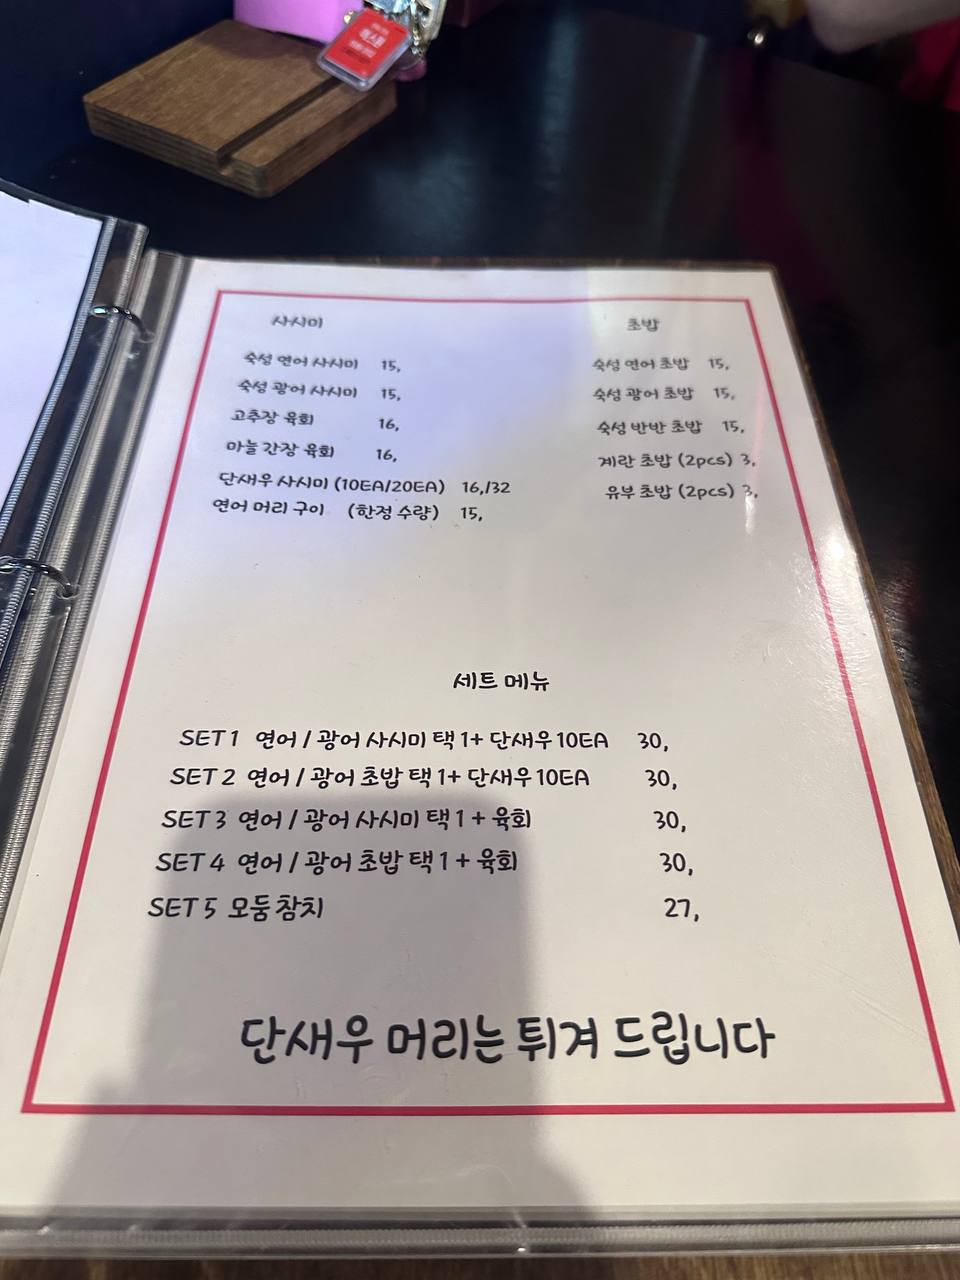 사시미
숙성 연어 사시미 15,
숙성 광어 사시미 15,
고추장 육회 16,
마늘 간장 육회 16,
단새우 사시미 (10EA/20EA) 16,/32
연어 머리 구이 (한정 수량) 15,
초밥
숙성 연어 초밥 15,
숙성 광어 초밥 15,
숙성 반반 초밥 15,
계란 초밥 (2pcs) 3,
유부 초밥 (2pcs) 3,
세트 메뉴
SET 1 연어 / 광어 사시미 택 1 + 단새우 10EA 30,
SET 2 연어 / 광어 초밥 택 1 + 단새우 10EA 30,
SET 3 연어 / 광어 사시미 택 1 + 육회 30,
SET 4 연어 / 광어 초밥 택 1 + 육회 30,
SET 5 모둠 참치 27,
단새우 머리는 튀겨 드립니다